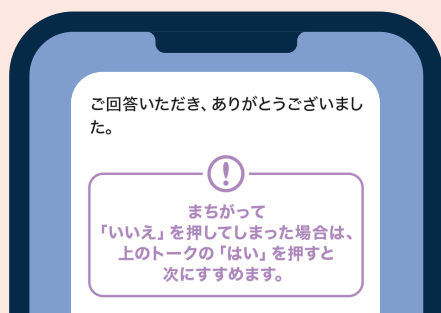 ご回答いただき、ありがとうございまし
た。
まちがって
「いいえ」を押してしまった場合は、
上のトークの「はい」を押すと
次にすすめます。